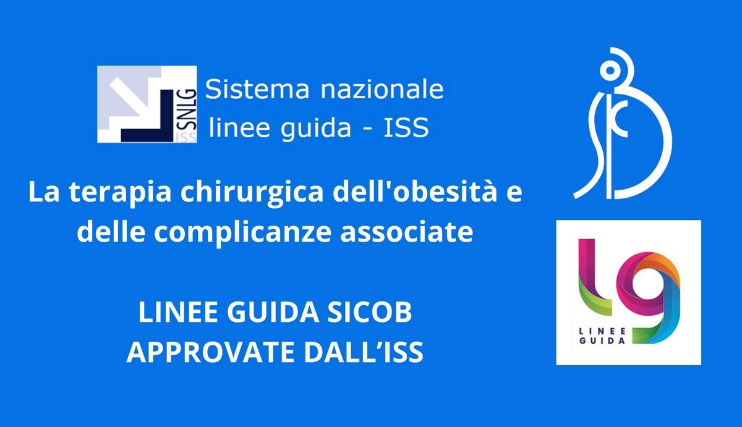 SNLG
ISS
Sistema nazionale
linee guida - ISS
La terapia chirurgica dell'obesità e
delle complicanze associate
LINEE GUIDA SICOB
APPROVATE DALL’ISS
lg
LINEE
GUIDA